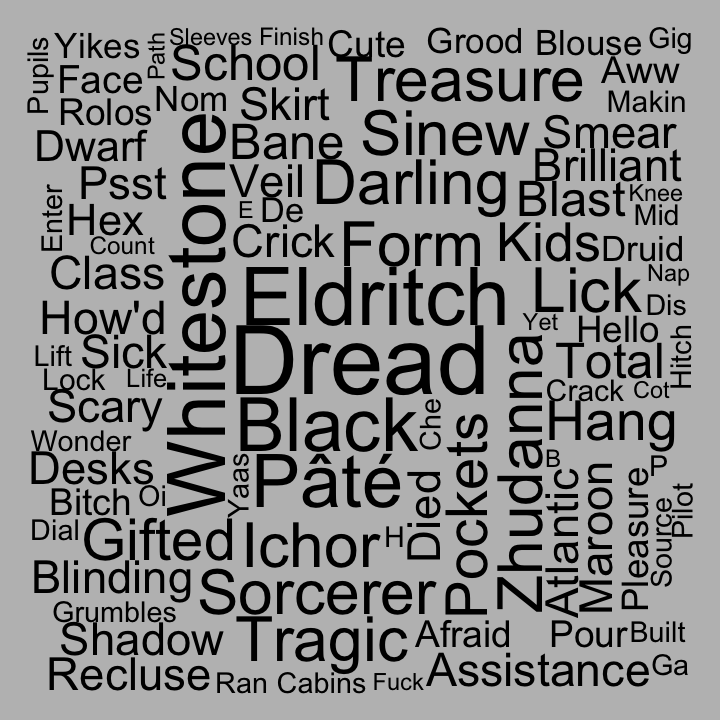 Pupils
Yikes
Path
Sleeves Finish
Cute
Grood
Blouse
Gig
Face
School
Treasure
Aww
Rolos
Nom
Skirt
Makin
Dwarf
Whitestone
Bane
Sinew
Smear
Psst
Veil
Darling
Brilliant
Enter
Hex
E
De
Blast
Knee
Mid
Count
Crick
Form
Kids
Druid
Class
Eldritch
Lick
Nap
Dis
How'd
Dread
Yet
Hello
Hitch
Lift
Sick
Zhudanna
Total
Lock
Life
Crack
Cot
Scary
Black
Che
Hang
Wonder
Pockets
Desks
Yaas
Pâté
Died
B
P
Bitch
Oi
Atlantic
Maroon
Pleasure
Source
Pilot
Dial
Gifted
Ichor
H
Blinding
Sorcerer
Grumbles
Shadow
Tragic
Afraid
Pour
Built
Recluse
Ran
Cabins
Fuck
Assistance
Ga